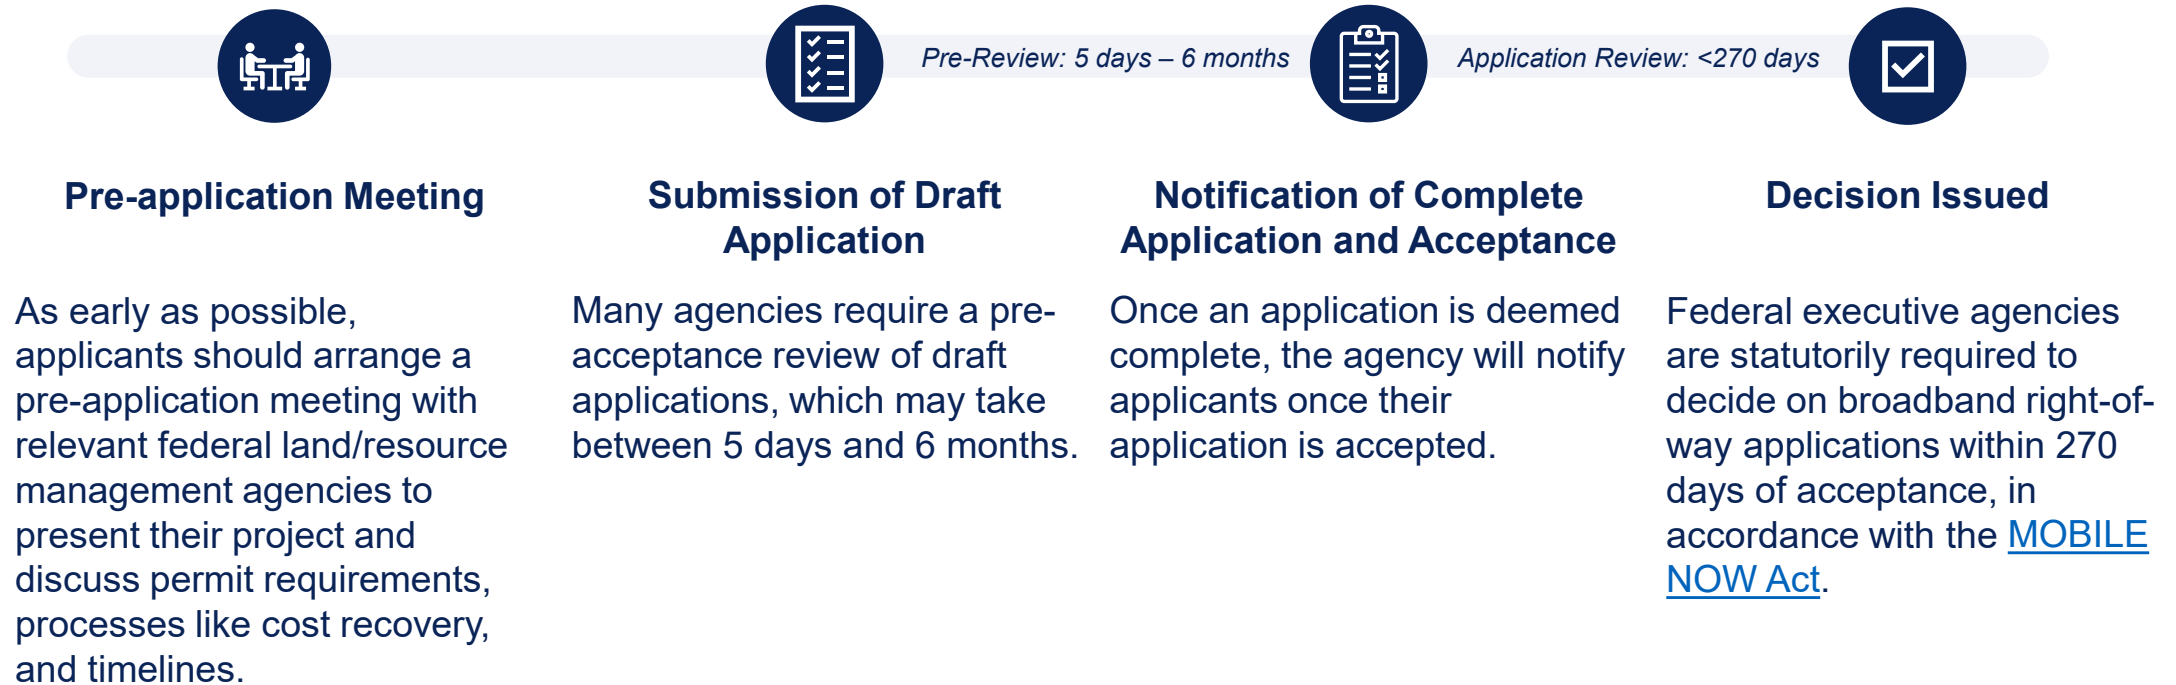 Pre-Review: 5 days – 6 months
Application Review: <270 days
Pre-application Meeting
As early as possible,
applicants should arrange a
pre-application meeting with
relevant federal land/resource
management agencies to
present their project and
discuss permit requirements,
processes like cost recovery,
and timelines.
Submission of Draft
Application
Many agencies require a pre-
acceptance review of draft
applications, which may take
between 5 days and 6 months.
Notification of Complete
Application and Acceptance
Once an application is deemed
complete, the agency will notify
applicants once their
application is accepted.
Decision Issued
Federal executive agencies
are statutorily required to
decide on broadband right-of-
way applications within 270
days of acceptance, in
accordance with the MOBILE
NOW Act.